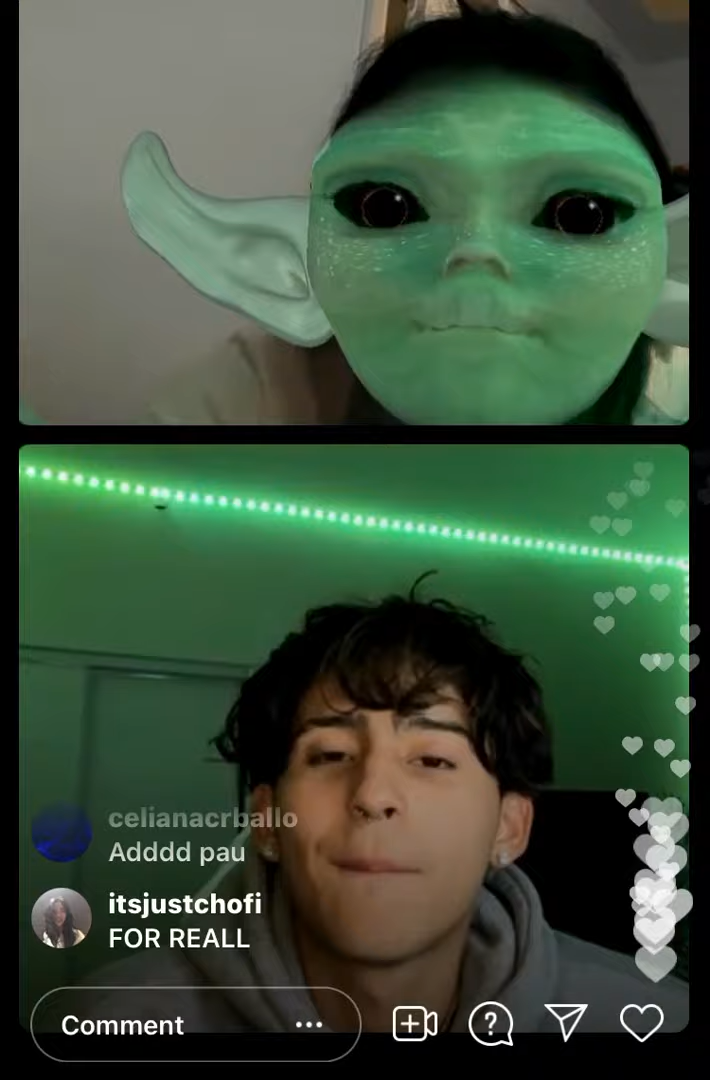 celianacrballo
Adddd pau
itsjustchofi
FOR REALL
Comment